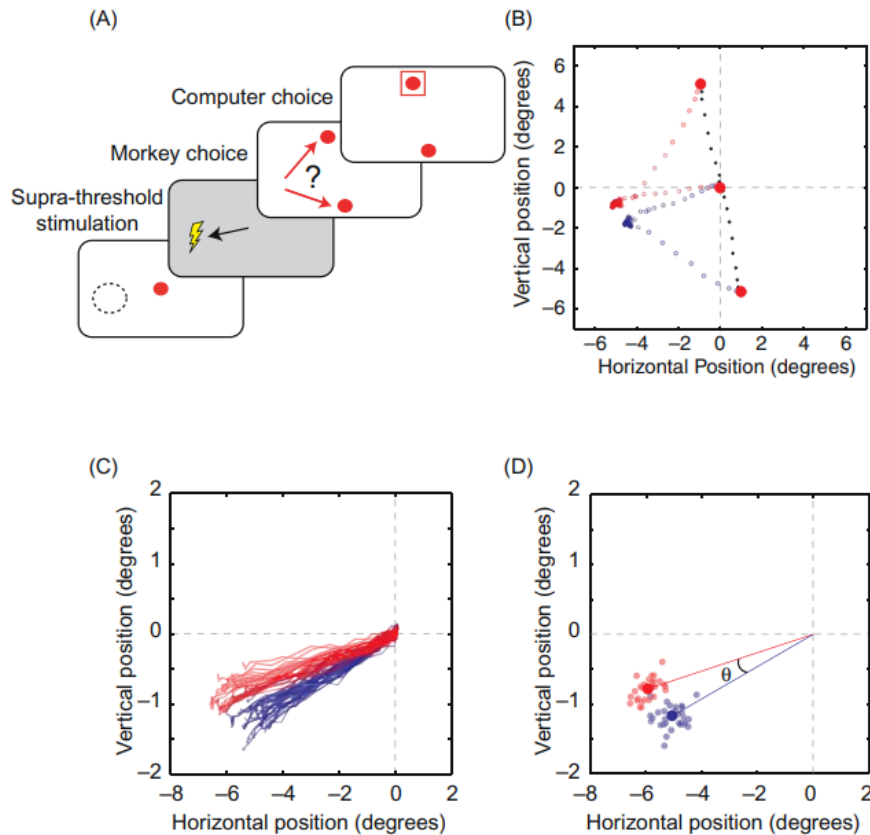 (A)
Computer choice
Morkey choice
?
Supra-threshold
stimulation
(B)
Vertical position (degrees)
6
4
2
0
−2
−4
−6
−6 −4 −2 0 2 4 6
Horizontal Position (degrees)
(C)
Vertical position (degrees)
2
1
0
−1
−2
−8 −6 −4 −2 0 2
Horizontal position (degrees)
(D)
Vertical position (degrees)
2
1
0
−1
−2
θ
−8 −6 −4 −2 0 2
Horizontal position (degrees)